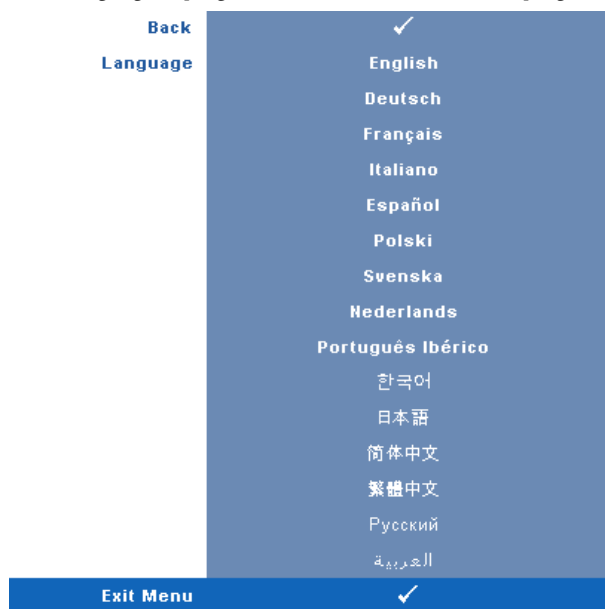 Back ✓
Language English
Deutsch
Français
Italiano
Español
Polski
Svenska
Nederlands
Português Ibérico
한국어
日本語
简体中文
繁體中文
Русский
العربية
Exit Menu ✓